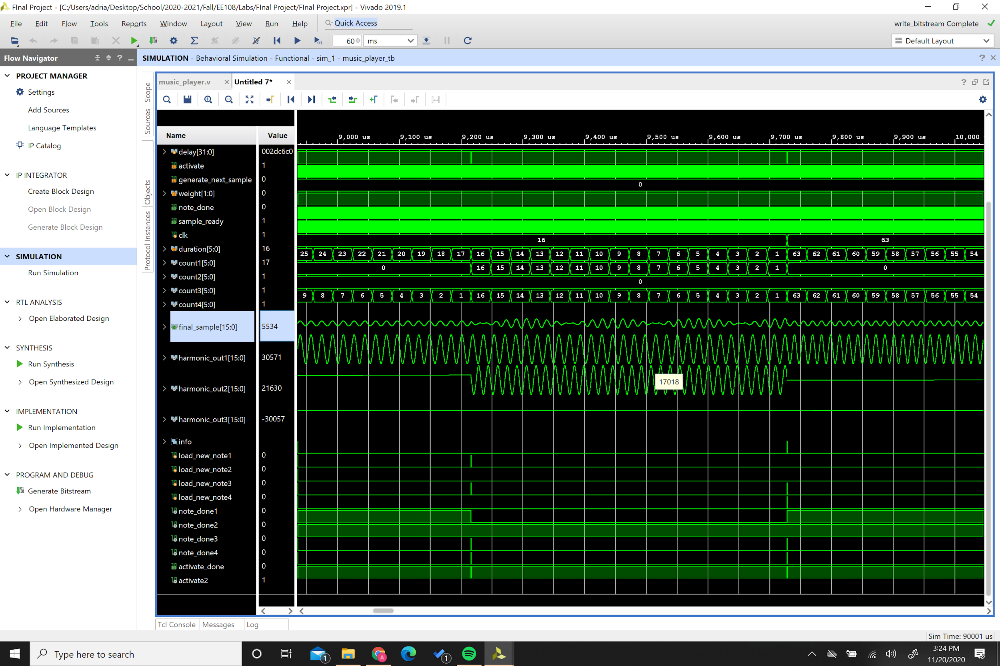 FInal Project - [C:/Users/adria/Desktop/School/2020-2021/Fall/EE108/Labs/FInal Project/FInal Project.xpr] - Vivado 2019.1
File Edit Flow Tools Reports Window Layout View Run Help Quick Access write_bitstream Complete
60 ms Default Layout
Flow Navigator ? SIMULATION - Behavioral Simulation - Functional - sim_1 - music_player_tb ?
PROJECT MANAGER
Settings
Add Sources
Language Templates
IP Catalog
IP INTEGRATOR
Create Block Design
Open Block Design
Generate Block Design
SIMULATION
Run Simulation
RTL ANALYSIS
Open Elaborated Design
SYNTHESIS
Run Synthesis
Open Synthesized Design
IMPLEMENTATION
Run Implementation
Open Implemented Design
PROGRAM AND DEBUG
Generate Bitstream
Open Hardware Manager
Scope
Sources
Objects
Protocol Instances
music_player.v Untitled 7* ?
Name Value
9,000 us 9,100 us 9,200 us 9,300 us 9,400 us 9,500 us 9,600 us 9,700 us 9,800 us 9,900 us 10,000
delay[31:0] 002dc6c0
activate 1
generate_next_sample 0
0
weight[1:0] 0
note_done 0
sample_ready 1
clk 1
16 63
duration[5:0] 16
25 24 23 22 21 20 19 18 17 16 15 14 13 12 11 10 9 8 7 6 5 4 3 2 1 63 62 61 60 59 58 57 56 55 54
count1[5:0] 17
0 16 15 14 13 12 11 10 9 8 7 6 5 4 3 2 1 0
count2[5:0] 1
0
count3[5:0] 1
9 8 7 6 5 4 3 2 1 16 15 14 13 12 11 10 9 8 7 6 5 4 3 2 1 63 62 61 60 59 58 57 56 55 54
count4[5:0] 1
final_sample[15:0] 5534
harmonic_out1[15:0] 30571
17018
harmonic_out2[15:0] 21630
harmonic_out3[15:0] -30057
info
load_new_note1 0
load_new_note2 0
load_new_note3 0
load_new_note4 0
note_done1 0
note_done2 0
note_done3 0
note_done4 0
activate_done 0
activate2 1
Tcl Console Messages Log
Sim Time: 90001 us
Type here to search
1
A
1
3:24 PM
11/20/2020